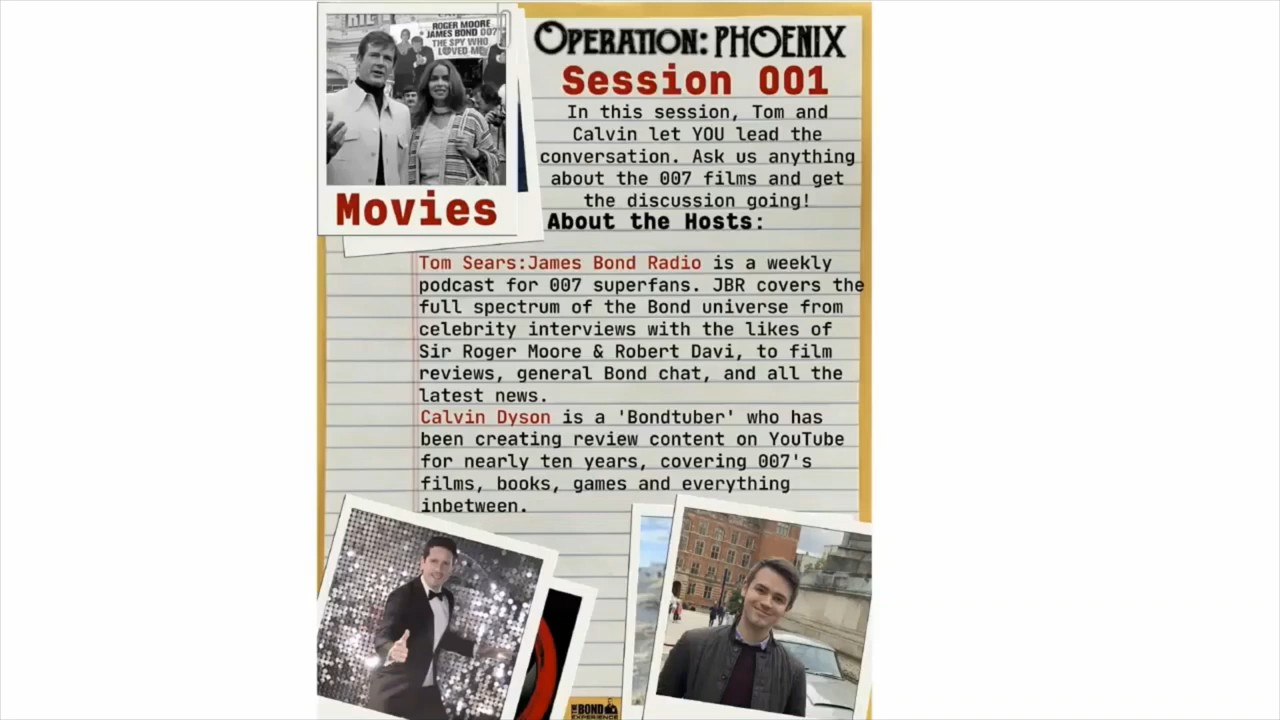 ROGER MOORE
JAMES BOND 007
THE SPY WHO
LOVED ME
OPERATION: PHOENIX
Session 001
In this session, Tom and
Calvin let YOU lead the
conversation. Ask us anything
about the 007 films and get
the discussion going!
Movies
About the Hosts:
Tom Sears:James Bond Radio is a weekly
podcast for 007 superfans. JBR covers the
full spectrum of the Bond universe from
celebrity interviews with the likes of
Sir Roger Moore & Robert Davi, to film
reviews, general Bond chat, and all the
latest news.
Calvin Dyson is a 'Bondtuber' who has
been creating review content on YouTube
for nearly ten years, covering 007's
films, books, games and everything
inbetween.
THE BOND
EXPERIENCE